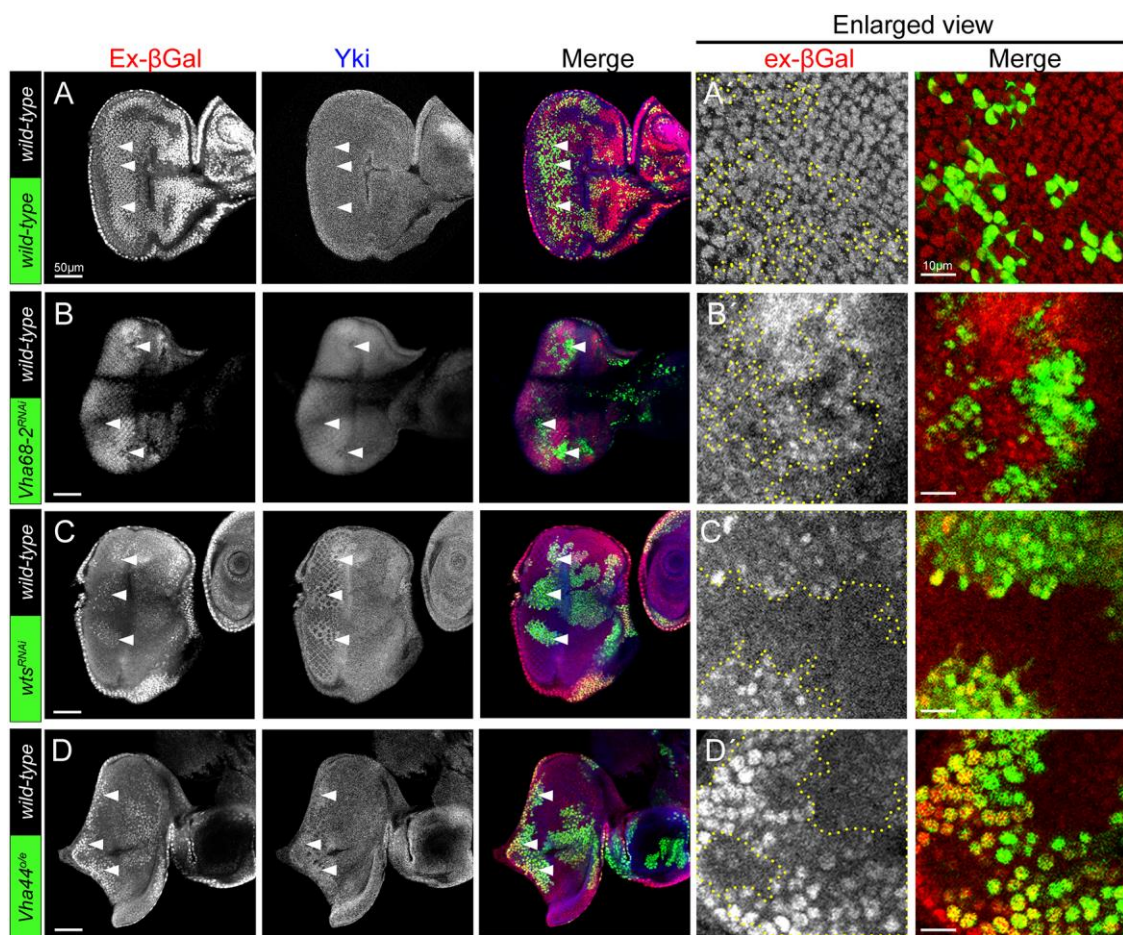 Enlarged view
Ex-βGal Yki Merge ex-βGal Merge
wild-type
wild-type
A
A´
50μm
10μm
wild-type
Vha68-2RNAi
B
B´
wild-type
wtsRNAi
C
C´
wild-type
Vha44o/e
D
D´